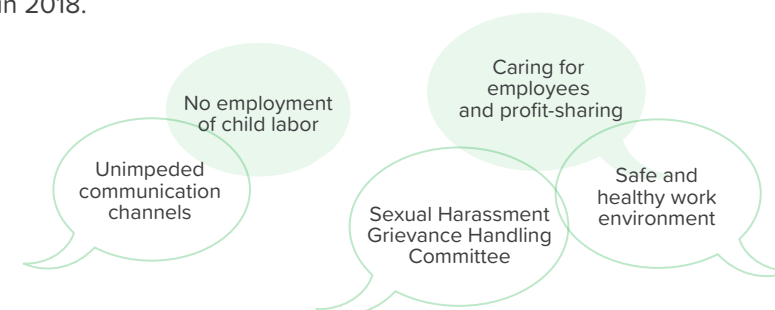 in 2018.
No employment
of child labor
Caring for
employees
and profit-sharing
Unimpeded
communication
channels
Sexual Harassment
Grievance Handling
Committee
Safe and
healthy work
environment